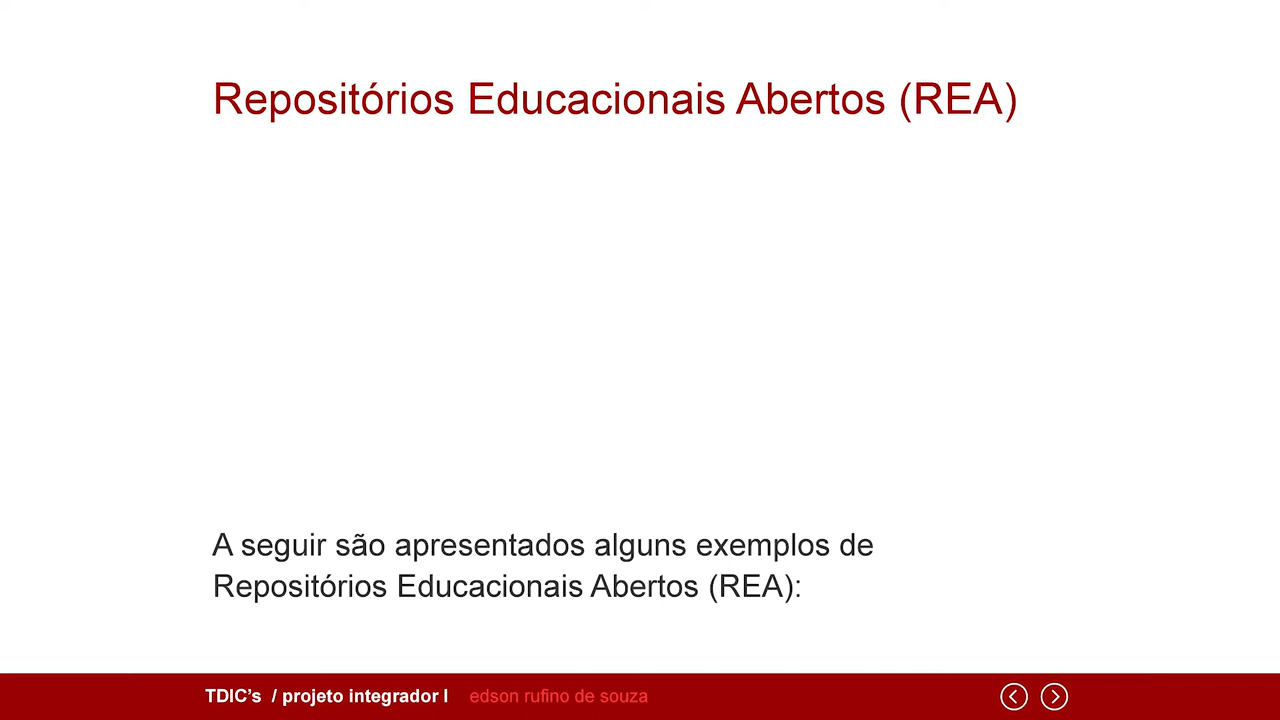 Repositórios Educacionais Abertos (REA)
A seguir são apresentados alguns exemplos de
Repositórios Educacionais Abertos (REA):
TDIC’s / projeto integrador I edson rufino de souza